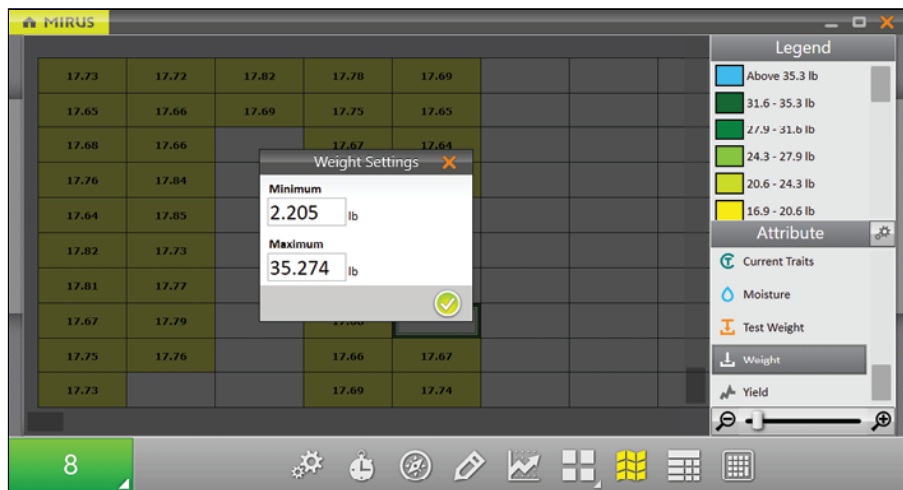 MIRUS
Legend
Above 35.3 lb
31.6 - 35.3 lb
27.9 - 31.6 lb
24.3 - 27.9 lb
20.6 - 24.3 lb
16.9 - 20.6 lb
Attribute
Current Traits
Moisture
Test Weight
Weight
Yield
17.73 17.72 17.82 17.78 17.69
17.65 17.66 17.69 17.75 17.65
17.68 17.66 17.67 17.64
17.76 17.84
17.64 17.85
17.82 17.73
17.81 17.77
17.67 17.79
17.75 17.76 17.66 17.67
17.73 17.69 17.74
Weight Settings
Minimum
2.205 lb
Maximum
35.274 lb
8